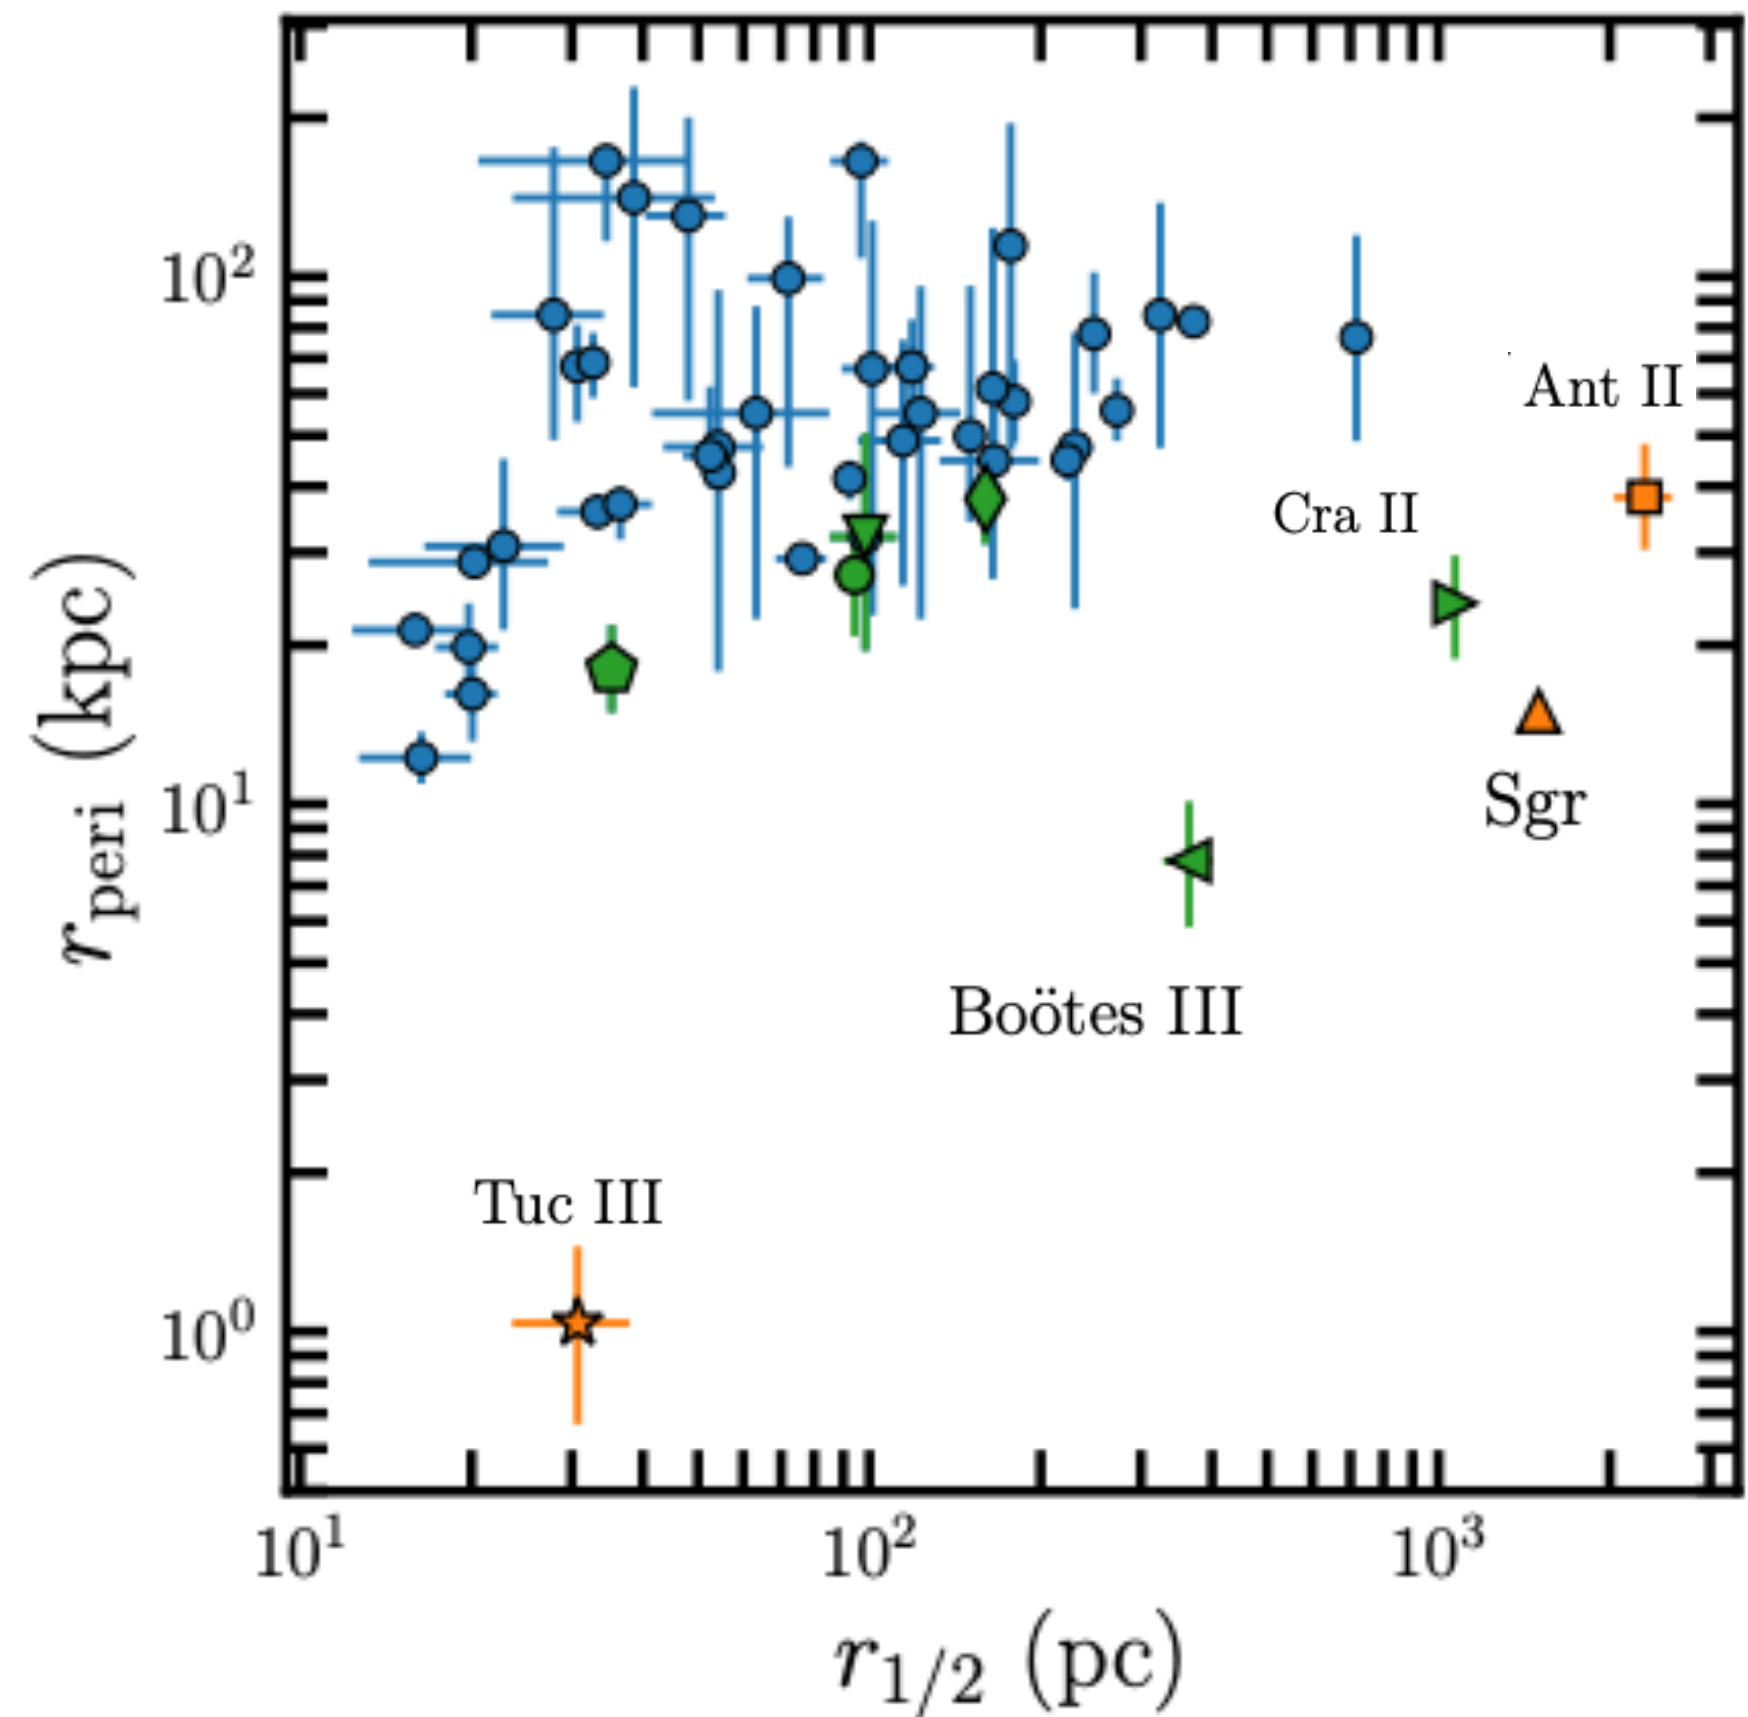 10²
Ant II
Cra II
r_peri (kpc)
10¹
Sgr
Boötes III
Tuc III
10⁰
10¹ 10² 10³
r_1/2 (pc)